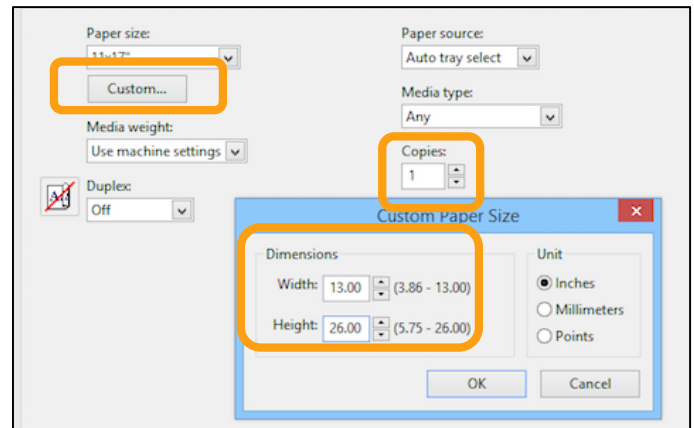 Paper size:
11x17"
Custom...
Media weight:
Use machine settings
Duplex:
Off
Paper source:
Auto tray select
Media type:
Any
Copies:
1
Custom Paper Size
Dimensions
Width: 13.00 (3.86 - 13.00)
Height: 26.00 (5.75 - 26.00)
Unit
Inches
Millimeters
Points
OK
Cancel